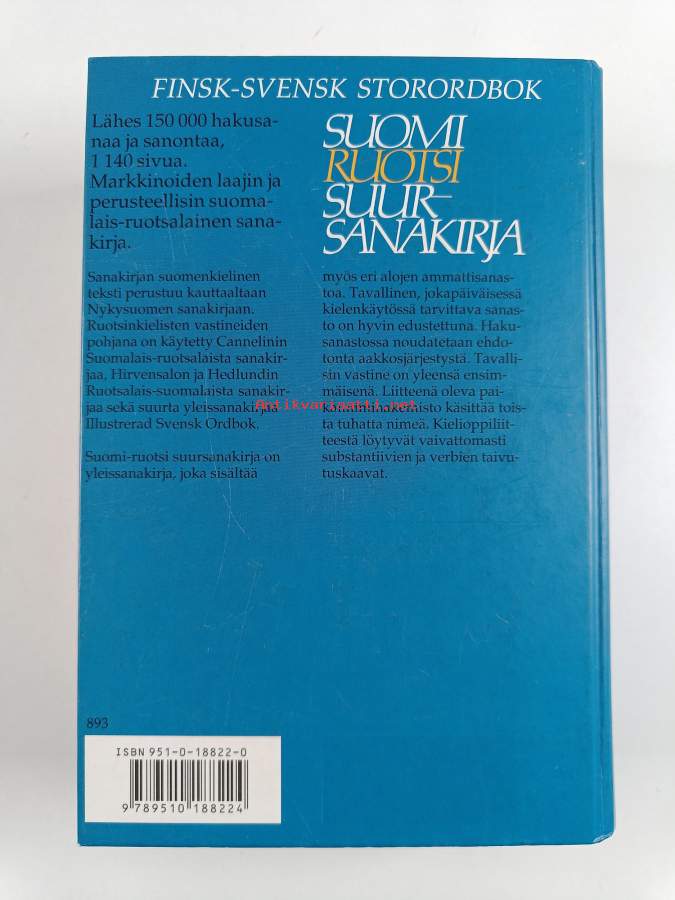 FINSK-SVENSK STORORDBOK
Lähes 150 000 hakusa-
naa ja sanontaa,
1 140 sivua.
Markkinoiden laajin ja
perusteellisin suoma-
lais-ruotsalainen sana-
kirja.
SUOMI
RUOTSI
SUUR-
SANAKIRJA
Sanakirjan suomenkielinen
teksti perustuu kauttaaltaan
Nykysuomen sanakirjaan.
Ruotsinkielisten vastineiden
pohjana on käytetty Cannelinin
Suomalais-ruotsalaista sanakir-
jaa, Hirvensalon ja Hedlundin
Ruotsalais-suomalaista sanakir-
jaa sekä suurta yleissanakirjaa
Illustrerad Svensk Ordbok.
Suomi-ruotsi suursanakirja on
yleissanakirja, joka sisältää
myös eri alojen ammattisanas-
toa. Tavallinen, jokapäiväisessä
kielenkäytössä tarvittava sanas-
to on hyvin edustettuna. Haku-
sanastossa noudatetaan ehdo-
tonta aakkosjärjestystä. Tavalli-
sin vastine on yleensä ensim-
mäisenä. Liitteenä oleva pai-
kannimihakemisto käsittää tois-
ta tuhatta nimeä. Kielioppiliit-
teestä löytyvät vaivattomasti
substantiivien ja verbien taivu-
tuskaavat.
Antikvariaatti.net
893
ISBN 951-0-18822-0
9 789510 188224